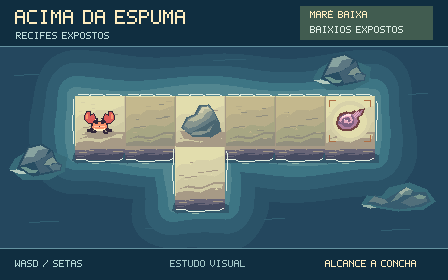 ACIMA DA ESPUMA
RECIFES EXPOSTOS
MARÉ BAIXA
BAIXIOS EXPOSTOS
WASD / SETAS
ESTUDO VISUAL
ALCANCE A CONCHA